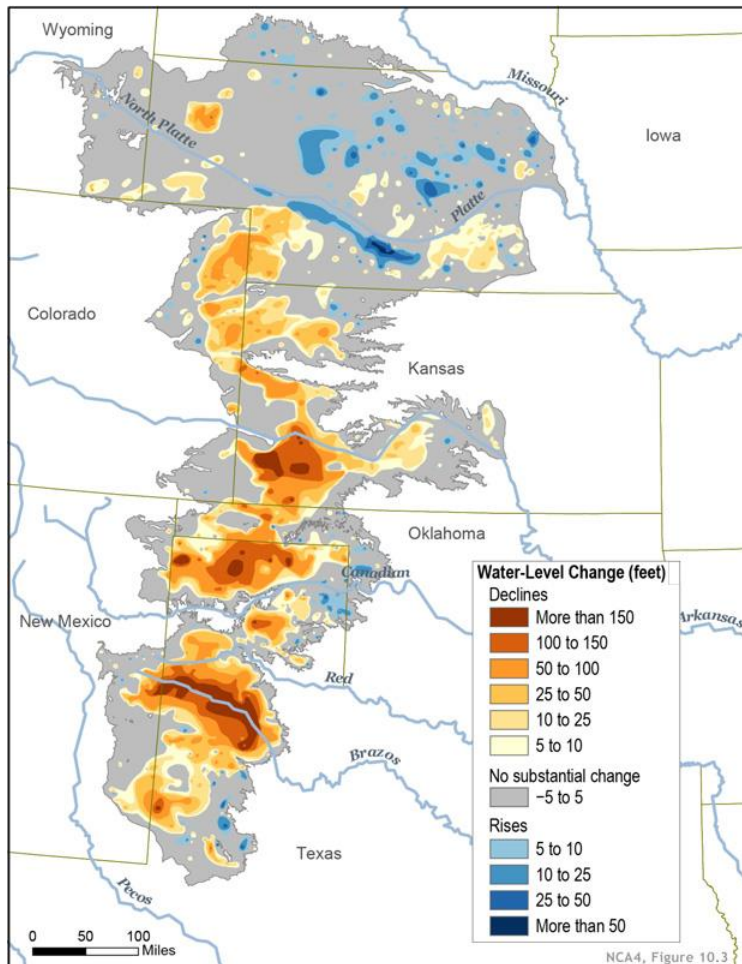 Wyoming
Missouri
North Platte
Iowa
Platte
Colorado
Kansas
Oklahoma
Canadian
New Mexico
Arkansas
Red
Brazos
Texas
Pecos
Water-Level Change (feet)
Declines
More than 150
100 to 150
50 to 100
25 to 50
10 to 25
5 to 10
No substantial change
−5 to 5
Rises
5 to 10
10 to 25
25 to 50
More than 50
0 50 100
Miles
NCA4, Figure 10.3